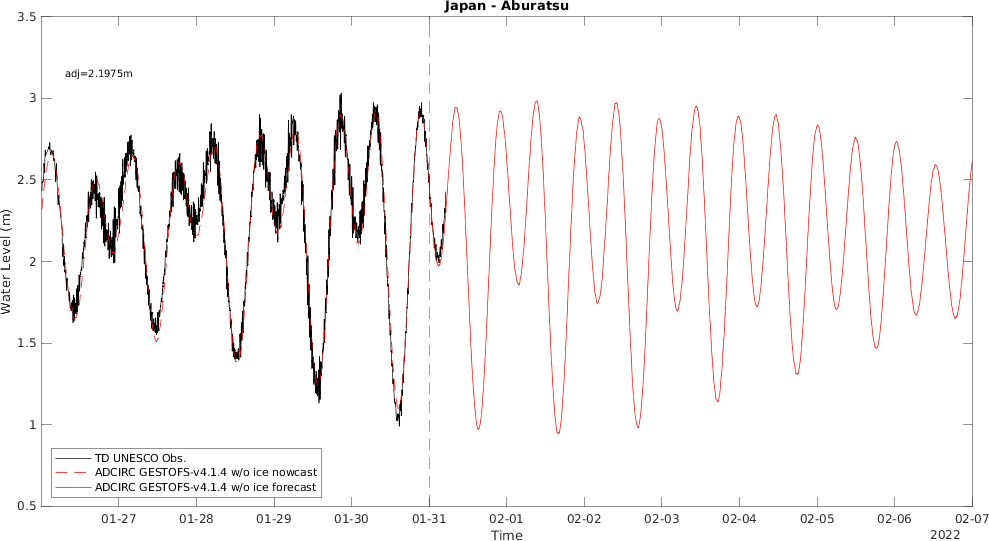 Japan - Aburatsu
3.5
adj=2.1975m
3
2.5
2
1.5
1
0.5
Water Level (m)
TD UNESCO Obs.
ADCIRC GESTOFS-v4.1.4 w/o ice nowcast
ADCIRC GESTOFS-v4.1.4 w/o ice forecast
01-27 01-28 01-29 01-30 01-31 02-01 02-02 02-03 02-04 02-05 02-06 02-07
Time
2022